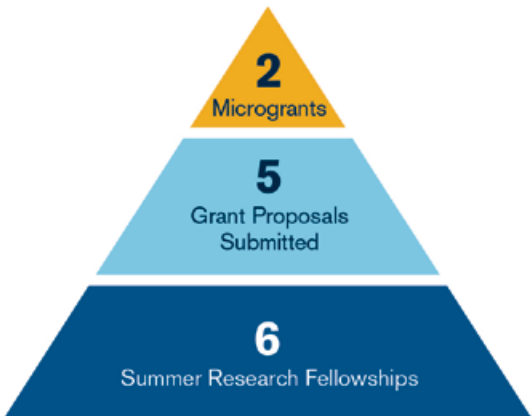 2
Microgrants
5
Grant Proposals
Submitted
6
Summer Research Fellowships